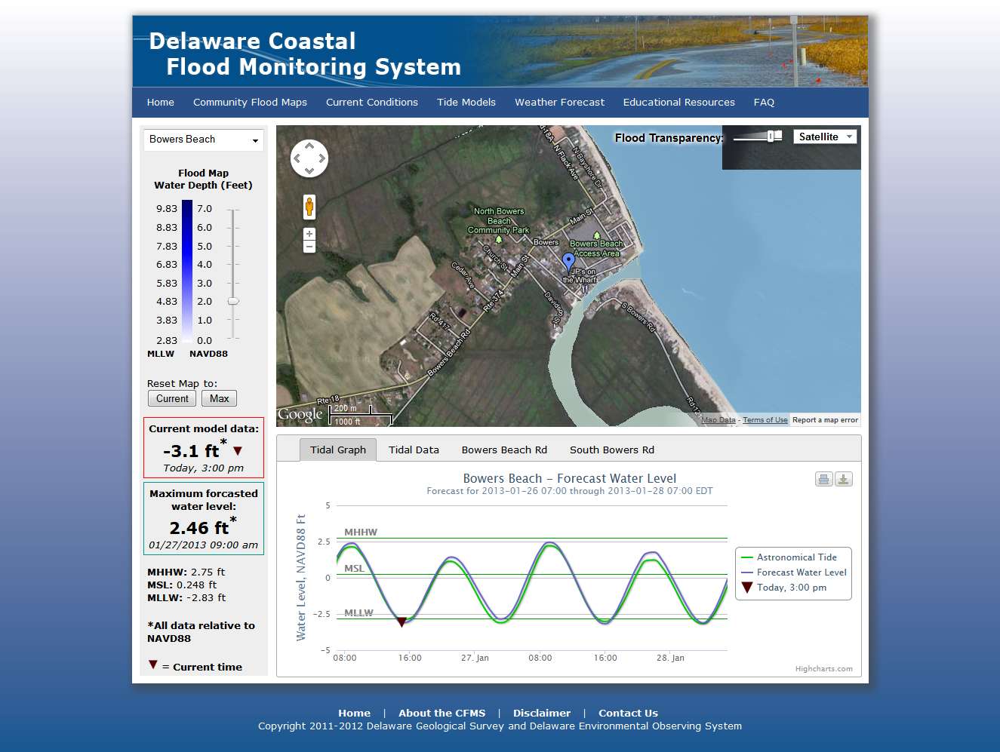 Delaware Coastal
Flood Monitoring System
Home Community Flood Maps Current Conditions Tide Models Weather Forecast Educational Resources FAQ
Bowers Beach
Flood Map
Water Depth (Feet)
9.83 7.0
8.83 6.0
7.83 5.0
6.83 4.0
5.83 3.0
4.83 2.0
3.83 1.0
2.83 0.0
MLLW NAVD88
Reset Map to:
Current Max
Current model data:
-3.1 ft*
Today, 3:00 pm
Maximum forcasted
water level:
2.46 ft*
01/27/2013 09:00 am
MHHW: 2.75 ft
MSL: 0.248 ft
MLLW: -2.83 ft
*All data relative to
NAVD88
= Current time
Flood Transparency:
Satellite
N Flack Ave
N Bayshore Dr
Main St
North Bowers
Beach
Community Park
Bowers
Bowers Beach
Access Area
Church St
Main St
Cedar Ave
JP's on
the Wharf
Rte 374
Davidson
St
S Bowers Rd
Rd 417
Bowers Beach Rd
Rte 18
Rd 121
Google
200 m
1000 ft
Map Data - Terms of Use Report a map error
Tidal Graph Tidal Data Bowers Beach Rd South Bowers Rd
Bowers Beach - Forecast Water Level
Forecast for 2013-01-26 07:00 through 2013-01-28 07:00 EDT
Water Level, NAVD88 Ft
5
MHHW
2.5
MSL
0
MLLW
-2.5
-5
08:00 16:00 27. Jan 08:00 16:00 28. Jan
Astronomical Tide
Forecast Water Level
Today, 3:00 pm
Highcharts.com
Home | About the CFMS | Disclaimer | Contact Us
Copyright 2011-2012 Delaware Geological Survey and Delaware Environmental Observing System